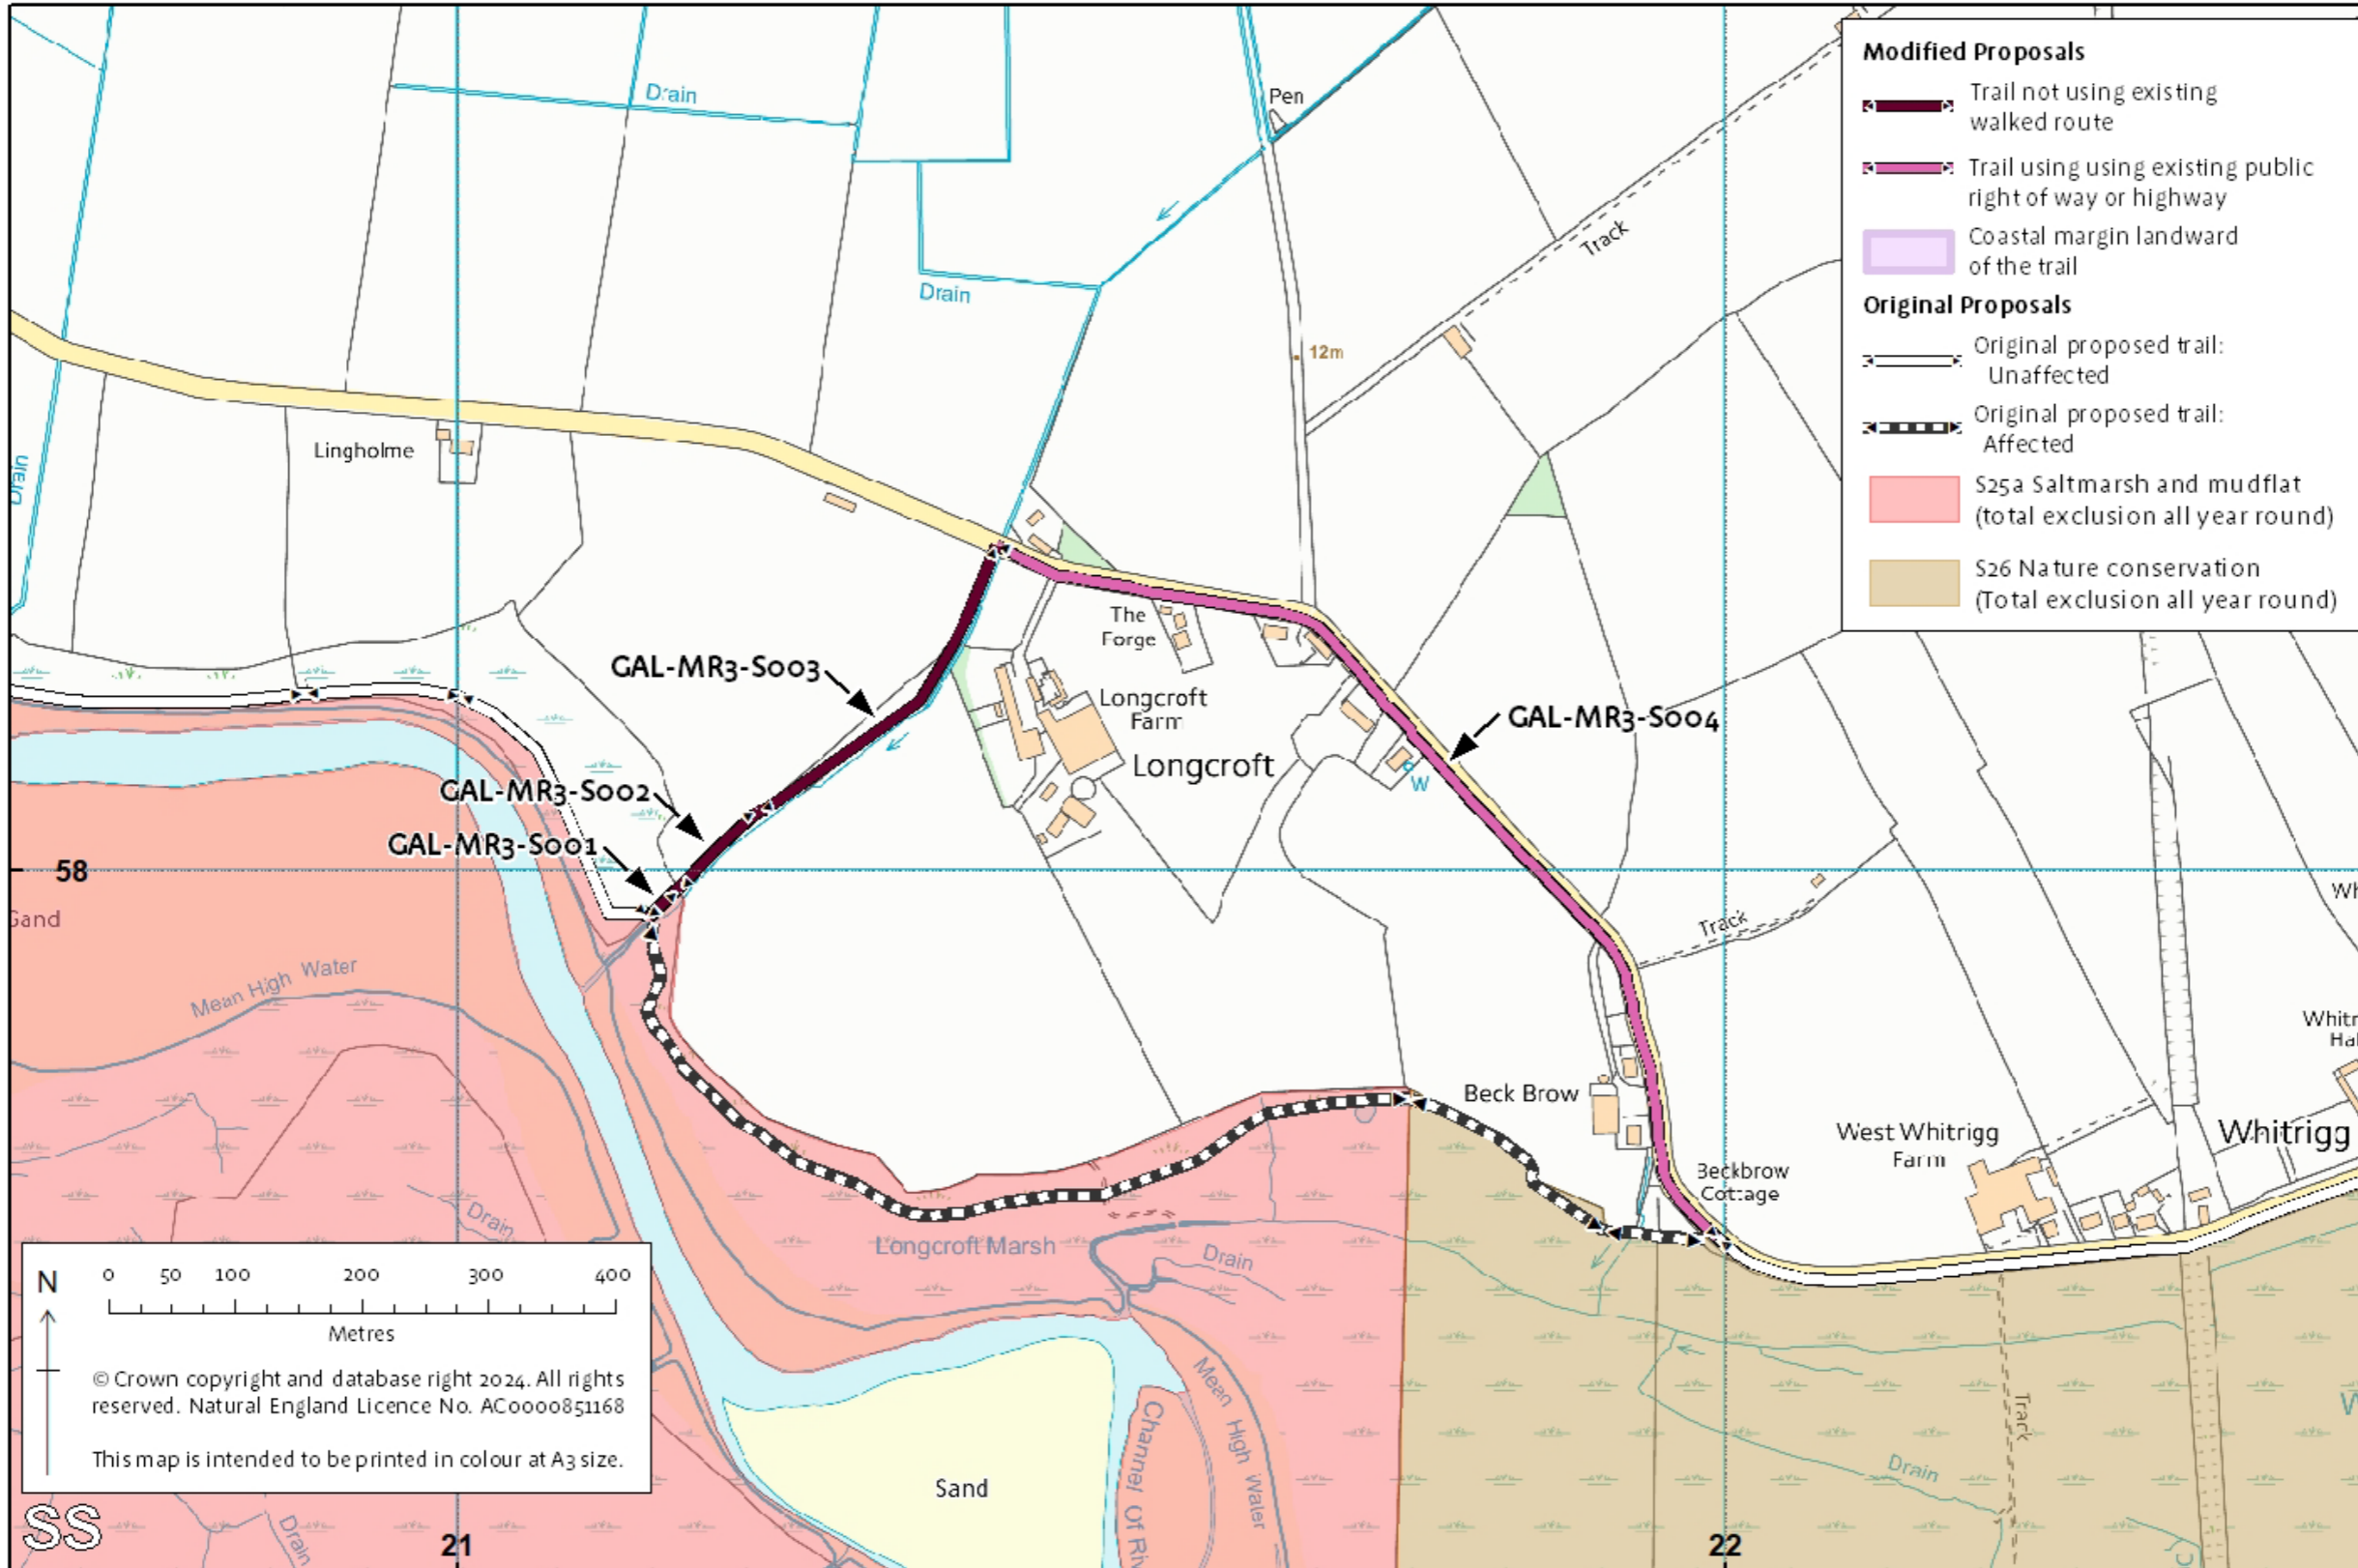 Modified Proposals
Trail not using existing
walked route
Trail using using existing public
right of way or highway
Coastal margin landward
of the trail
Original Proposals
Original proposed trail:
Unaffected
Original proposed trail:
Affected
S25a Saltmarsh and mudflat
(total exclusion all year round)
S26 Nature conservation
(Total exclusion all year round)
Drain
Pen
Track
Drain
12m
Lingholme
Drain
The
Forge
GAL-MR3-S003
Longcroft
Farm
GAL-MR3-S004
Longcroft
W
GAL-MR3-S002
GAL-MR3-S001
58
Sand
Track
Mean High Water
Beck Brow
West Whitrigg
Farm
Whitrigg
Beckbrow
Cottage
Drain
Longcroft Marsh
Drain
N
0 50 100 200 300 400
Metres
© Crown copyright and database right 2024. All rights
reserved. Natural England Licence No. AC0000851168
This map is intended to be printed in colour at A3 size.
Mean High Water
Channel Of
Track
Drain
Sand
SS
Drain
21
22